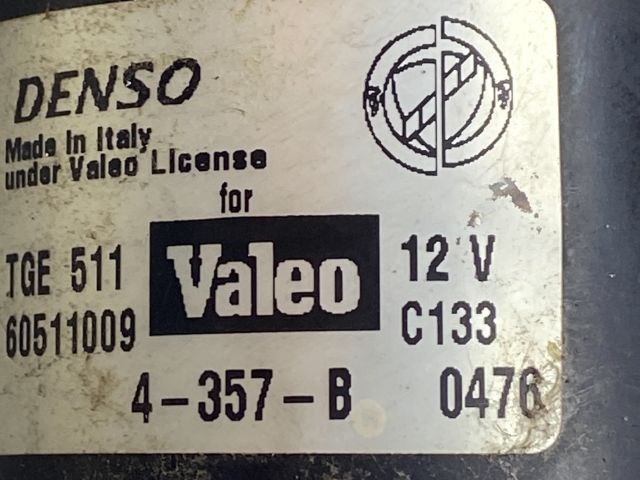 DENSO
Made In Italy
under Valeo License
for
TGE 511 Valeo 12 V
60511009 C133
4-357-B 0476